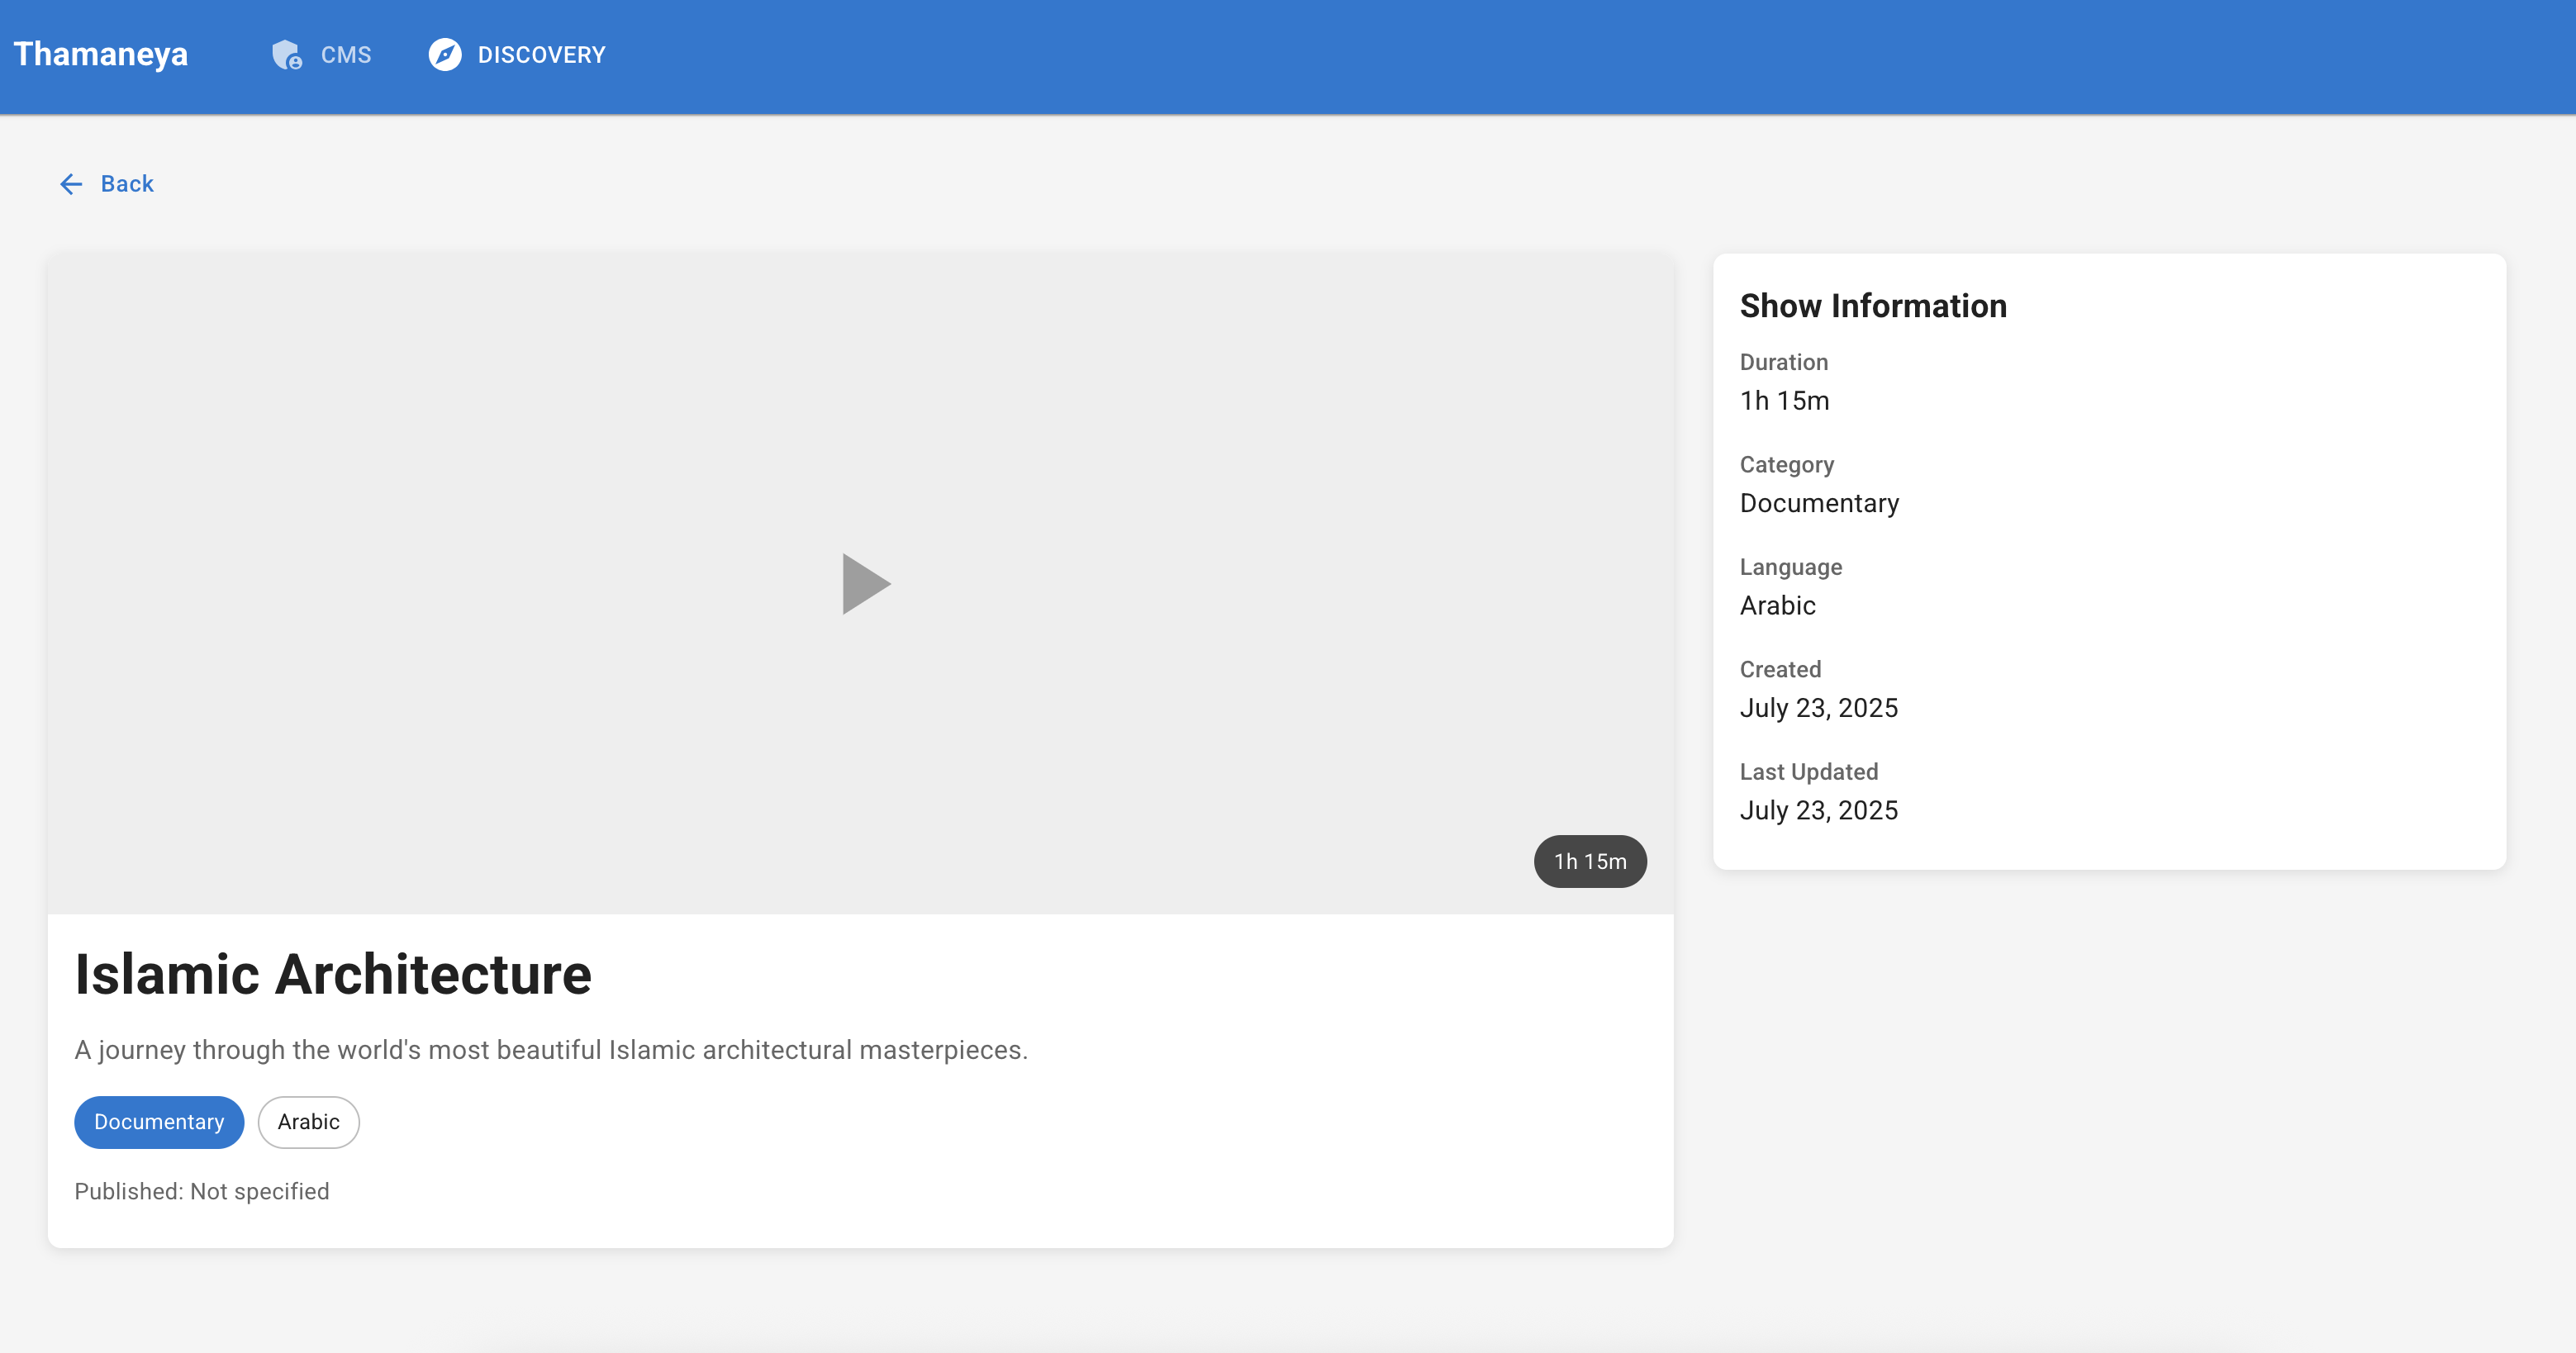 Thamaneya
CMS
DISCOVERY
Back
1h 15m
Islamic Architecture
A journey through the world's most beautiful Islamic architectural masterpieces.
Documentary
Arabic
Published: Not specified
Show Information
Duration
1h 15m
Category
Documentary
Language
Arabic
Created
July 23, 2025
Last Updated
July 23, 2025